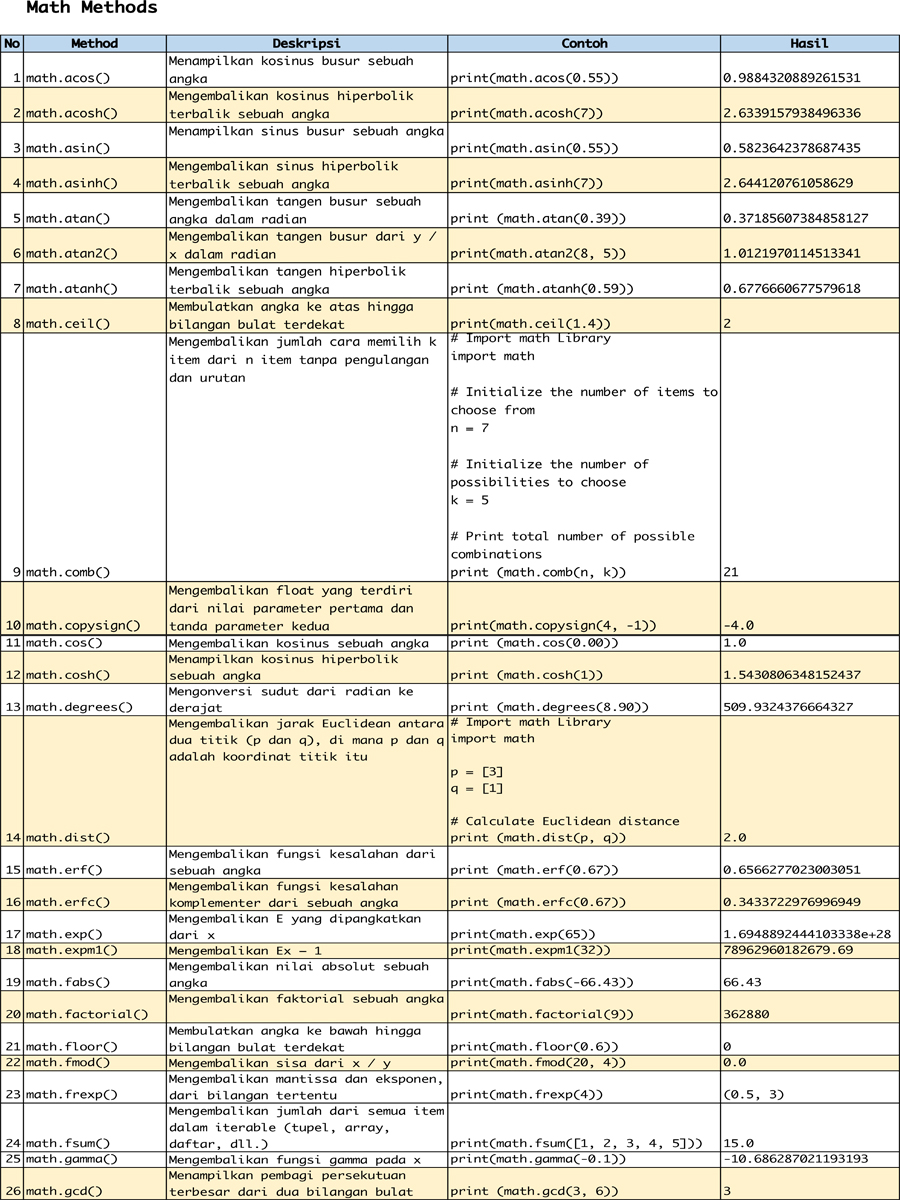 Math Methods
No Method Deskripsi Contoh Hasil
Menampilkan kosinus busur sebuah
1 math.acos() angka print(math.acos(0.55)) 0.9884320889261531
Mengembalikan kosinus hiperbolik
2 math.acosh() terbalik sebuah angka print(math.acosh(7)) 2.6339157938496336
Menampilkan sinus busur sebuah angka
3 math.asin() print(math.asin(0.55)) 0.5823642378687435
Mengembalikan sinus hiperbolik
4 math.asinh() terbalik sebuah angka print(math.asinh(7)) 2.644120761058629
Mengembalikan tangen busur sebuah
5 math.atan() angka dalam radian print (math.atan(0.39)) 0.37185607384858127
Mengembalikan tangen busur dari y /
6 math.atan2() x dalam radian print(math.atan2(8, 5)) 1.0121970114513341
Mengembalikan tangen hiperbolik
7 math.atanh() terbalik sebuah angka print (math.atanh(0.59)) 0.6776660677579618
Membulatkan angka ke atas hingga
8 math.ceil() bilangan bulat terdekat print(math.ceil(1.4)) 2
Mengembalikan jumlah cara memilih k # Import math Library
item dari n item tanpa pengulangan import math
dan urutan
# Initialize the number of items to
choose from
n = 7
# Initialize the number of
possibilities to choose
k = 5
# Print total number of possible
combinations
9 math.comb() print (math.comb(n, k)) 21
Mengembalikan float yang terdiri
dari nilai parameter pertama dan
10 math.copysign() tanda parameter kedua print(math.copysign(4, -1)) -4.0
11 math.cos() Mengembalikan kosinus sebuah angka print (math.cos(0.00)) 1.0
Menampilkan kosinus hiperbolik
12 math.cosh() sebuah angka print (math.cosh(1)) 1.5430806348152437
Mengonversi sudut dari radian ke
13 math.degrees() derajat print (math.degrees(8.90)) 509.9324376664327
Mengembalikan jarak Euclidean antara # Import math Library
dua titik (p dan q), di mana p dan q import math
adalah koordinat titik itu
p = [3]
q = [1]
# Calculate Euclidean distance
14 math.dist() print (math.dist(p, q)) 2.0
Mengembalikan fungsi kesalahan dari
15 math.erf() sebuah angka print (math.erf(0.67)) 0.6566277023003051
Mengembalikan fungsi kesalahan
16 math.erfc() komplementer dari sebuah angka print (math.erfc(0.67)) 0.3433722976996949
Mengembalikan E yang dipangkatkan
17 math.exp() dari x print(math.exp(65)) 1.6948892444103338e+28
18 math.expm1() Mengembalikan Ex – 1 print(math.expm1(32)) 78962960182679.69
Mengembalikan nilai absolut sebuah
19 math.fabs() angka print(math.fabs(-66.43)) 66.43
Mengembalikan faktorial sebuah angka
20 math.factorial() print(math.factorial(9)) 362880
Membulatkan angka ke bawah hingga
21 math.floor() bilangan bulat terdekat print(math.floor(0.6)) 0
22 math.fmod() Mengembalikan sisa dari x / y print(math.fmod(20, 4)) 0.0
Mengembalikan mantissa dan eksponen,
23 math.frexp() dari bilangan tertentu print(math.frexp(4)) (0.5, 3)
Mengembalikan jumlah dari semua item
dalam iterable (tupel, array,
24 math.fsum() daftar, dll.) print(math.fsum([1, 2, 3, 4, 5])) 15.0
25 math.gamma() Mengembalikan fungsi gamma pada x print(math.gamma(-0.1)) -10.686287021193193
Menampilkan pembagi persekutuan
26 math.gcd() terbesar dari dua bilangan bulat print (math.gcd(3, 6)) 3